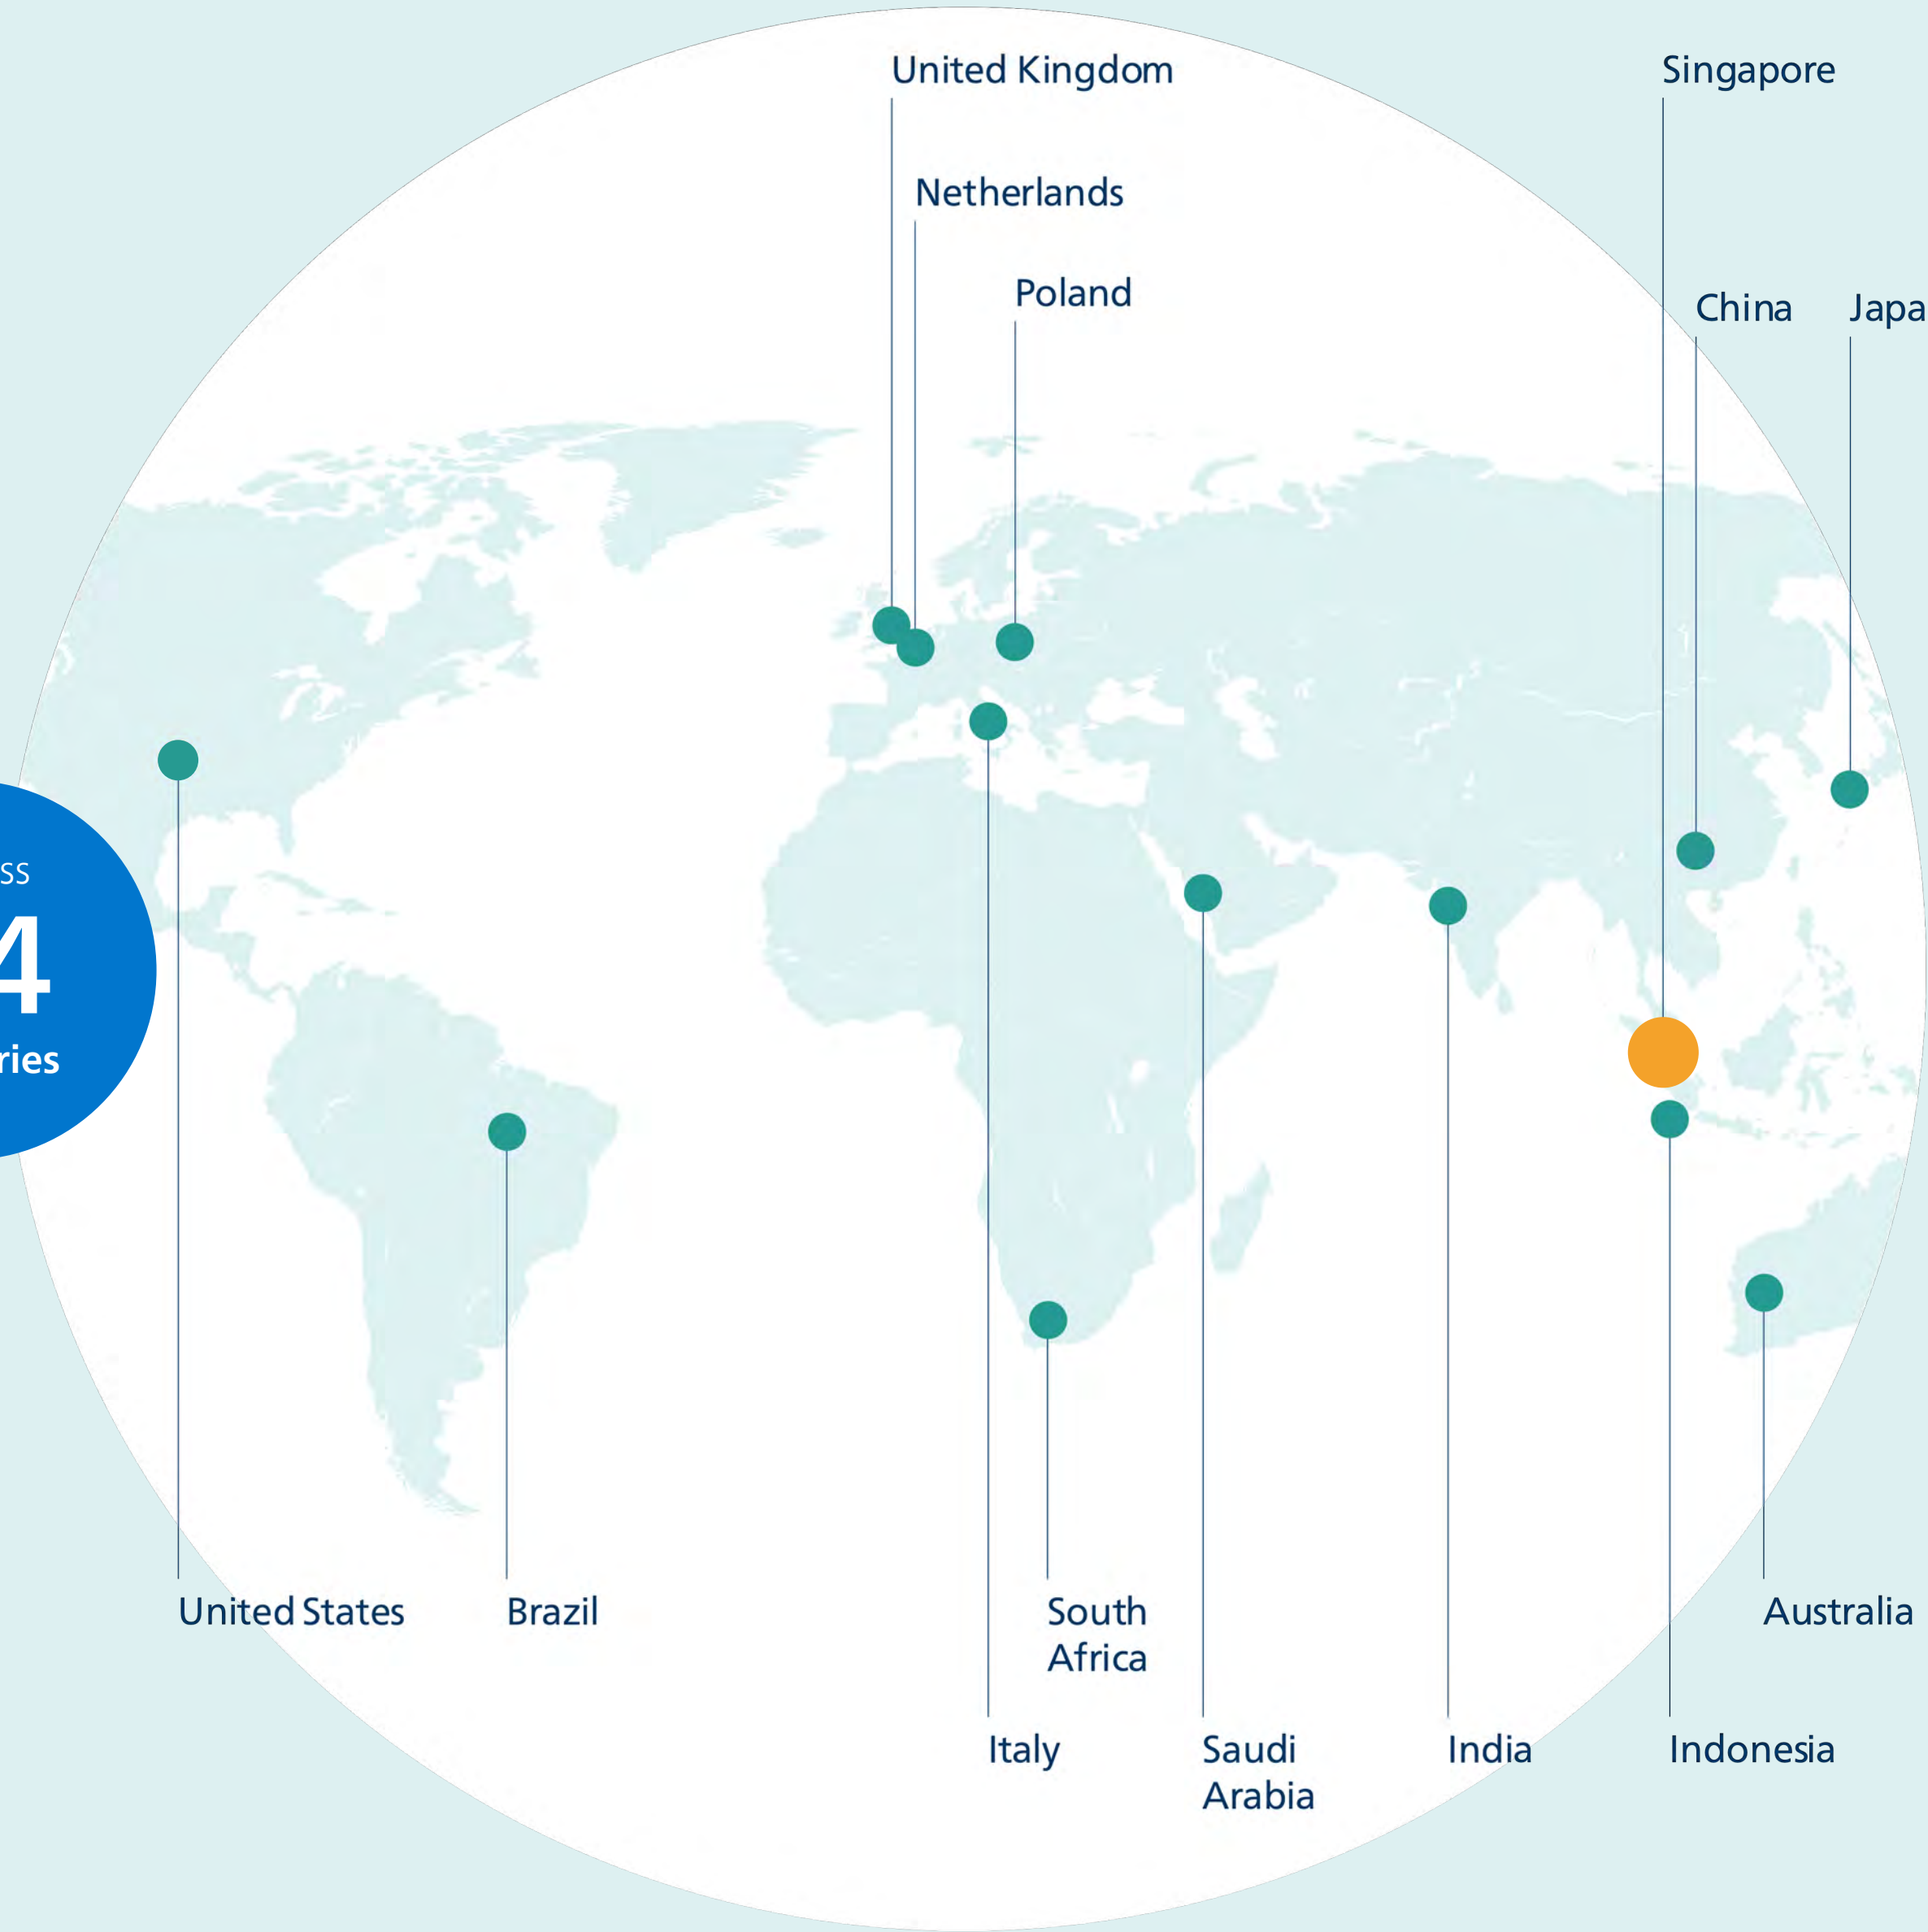 United Kingdom
Singapore
Netherlands
Poland
China
Japa
ss
4
ries
United States
Brazil
South
Africa
Australia
Italy
Saudi
Arabia
India
Indonesia